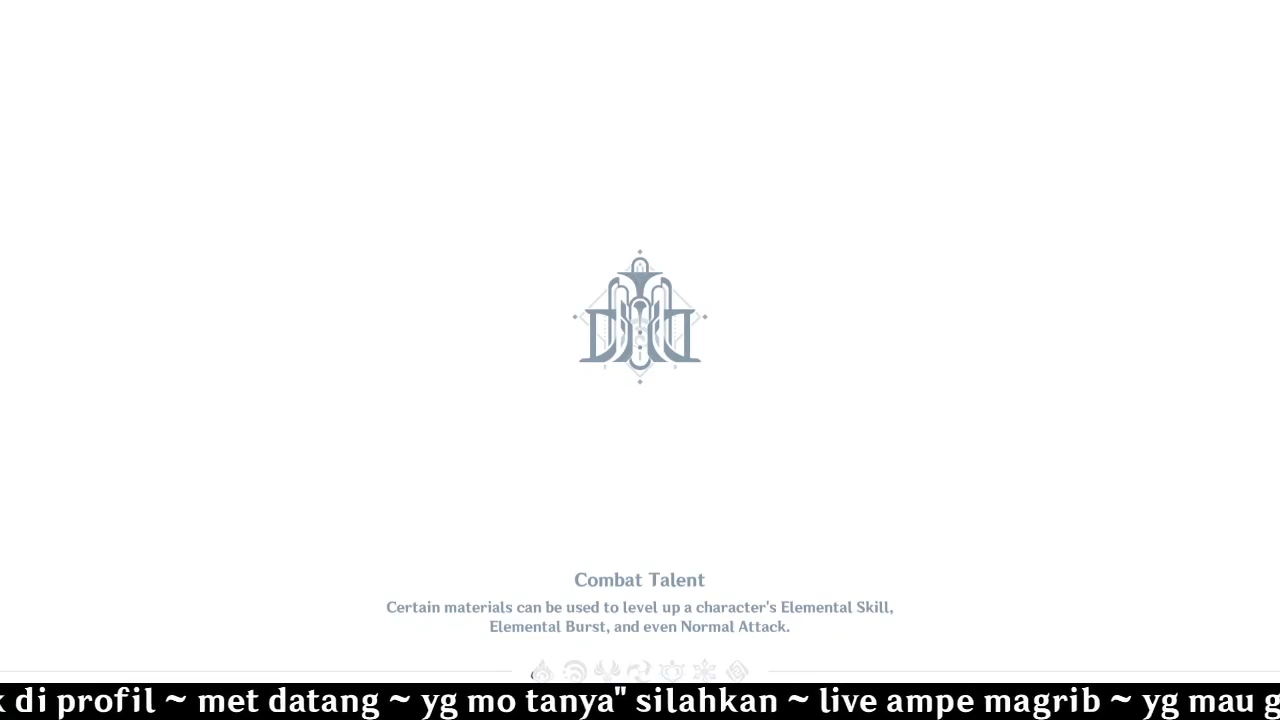 Combat Talent
Certain materials can be used to level up a character's Elemental Skill,
Elemental Burst, and even Normal Attack.
di profil ~ met datang ~ yg mo tanya" silahkan ~ live ampe magrib ~ yg mau